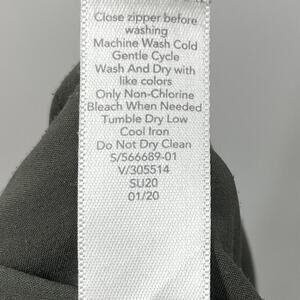 Close zipper before
washing
Machine Wash Cold
Gentle Cycle
Wash And Dry with
like colors
Only Non-Chlorine
Bleach When Needed
Tumble Dry Low
Cool Iron
Do Not Dry Clean
S/566689-01
V/305514
SU20
01/20